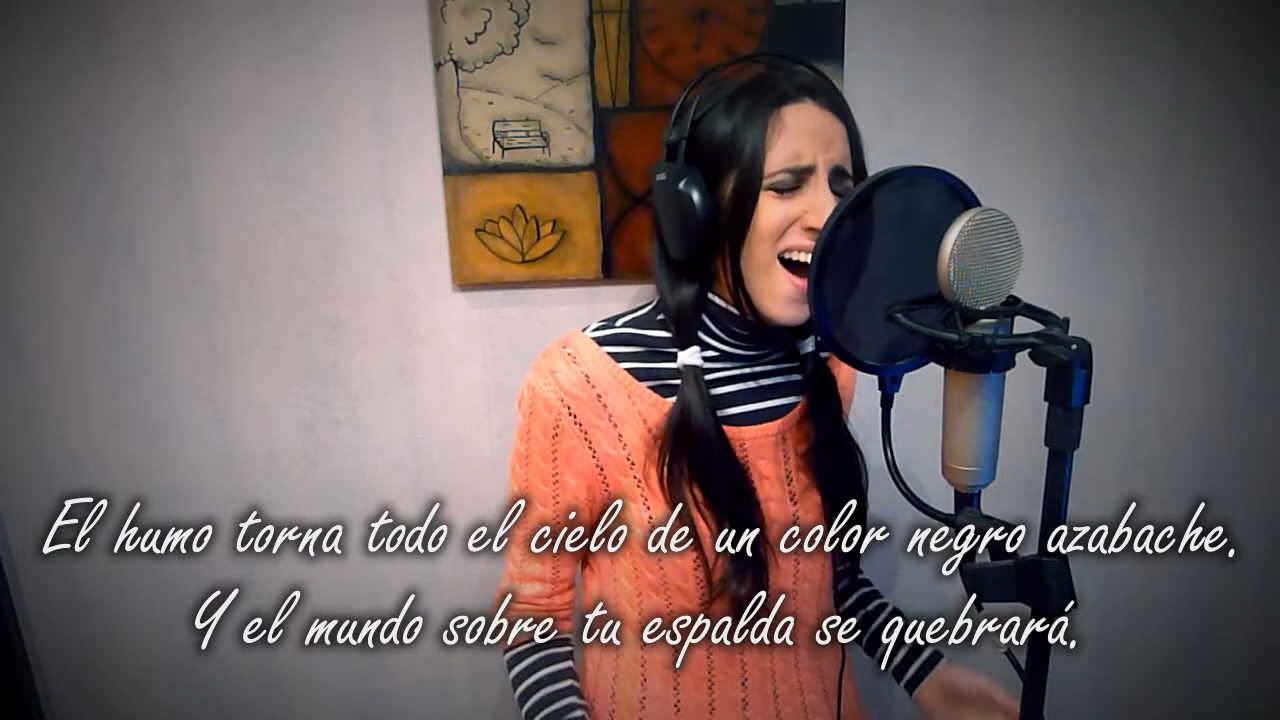 El humo torna todo el cielo de un color negro azabache.
Y el mundo sobre tu espalda se quebrará.